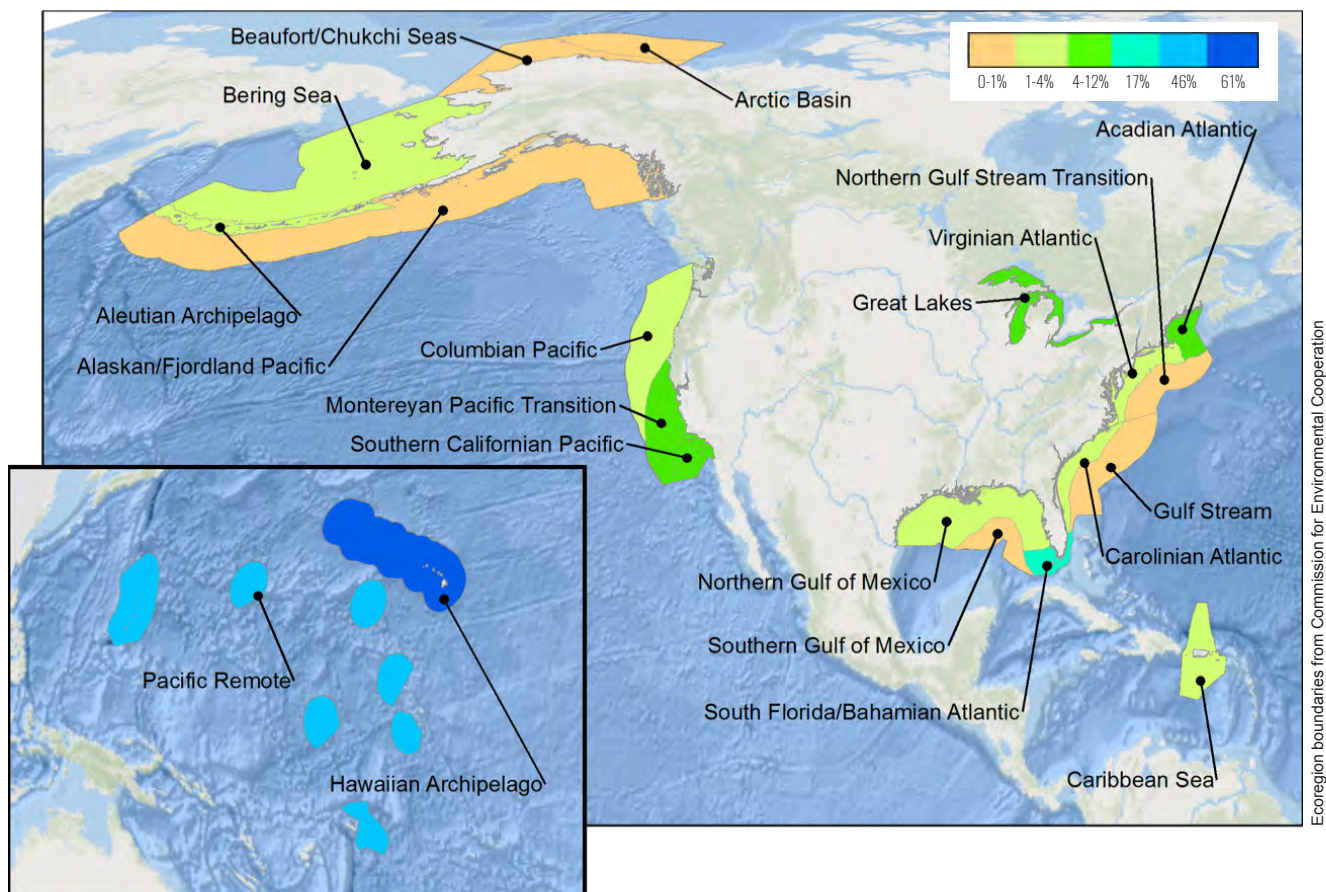 Beaufort/Chukchi Seas
Bering Sea
Arctic Basin
0-1% 1-4% 4-12% 17% 46% 61%
Acadian Atlantic
Northern Gulf Stream Transition
Virginian Atlantic
Great Lakes
Aleutian Archipelago
Alaskan/Fjordland Pacific
Columbian Pacific
Montereyan Pacific Transition
Southern Californian Pacific
Gulf Stream
Carolinian Atlantic
Northern Gulf of Mexico
Southern Gulf of Mexico
South Florida/Bahamian Atlantic
Caribbean Sea
Pacific Remote
Hawaiian Archipelago
Ecoregion boundaries from Commission for Environmental Cooperation